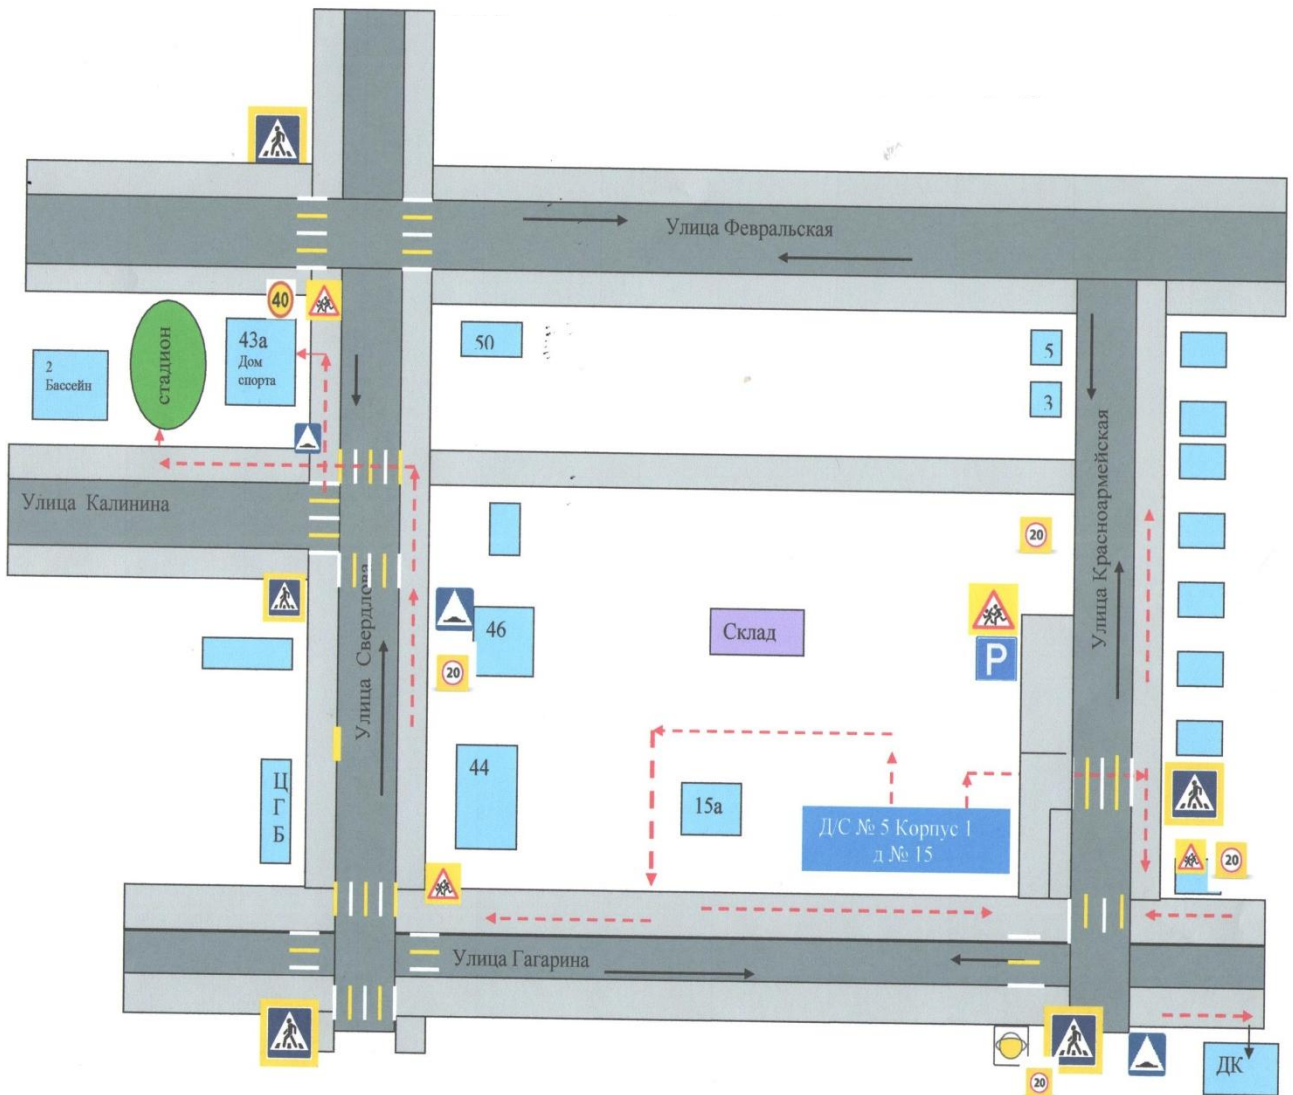 Улица Февральская
40
43а
Дом
спорта
стадион
2
Бассейн
50
5
3
Улица Калинина
Улица Красноармейская
20
Улица Свердлова
46
Склад
P
20
44
15а
ЦГБ
Д/С № 5 Корпус 1
д № 15
20
Улица Гагарина
20
ДК